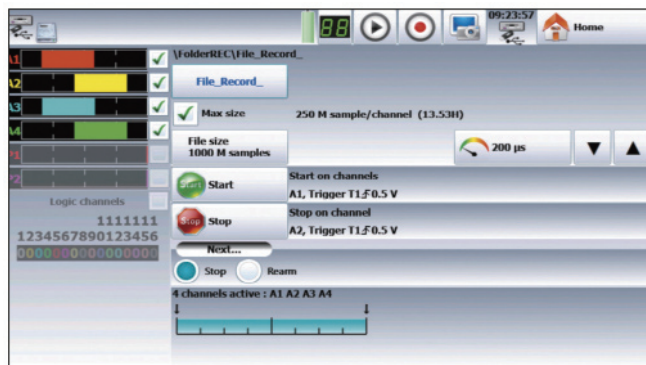 09:23:57
88
Home
A1
\FolderREC\File_Record_
A2
File_Record_
A3
Max size
250 M sample/channel (13.53H)
A4
File size
1000 M samples
200 µs
P1
P2
Start
Start
Start on channels
A1, Trigger T1 0.5 V
Logic channels
1111111
1234567890123456
0000000000000000
Stop
Stop
Stop on channel
A2, Trigger T1 0.5 V
Next...
Stop
Rearm
4 channels active : A1 A2 A3 A4